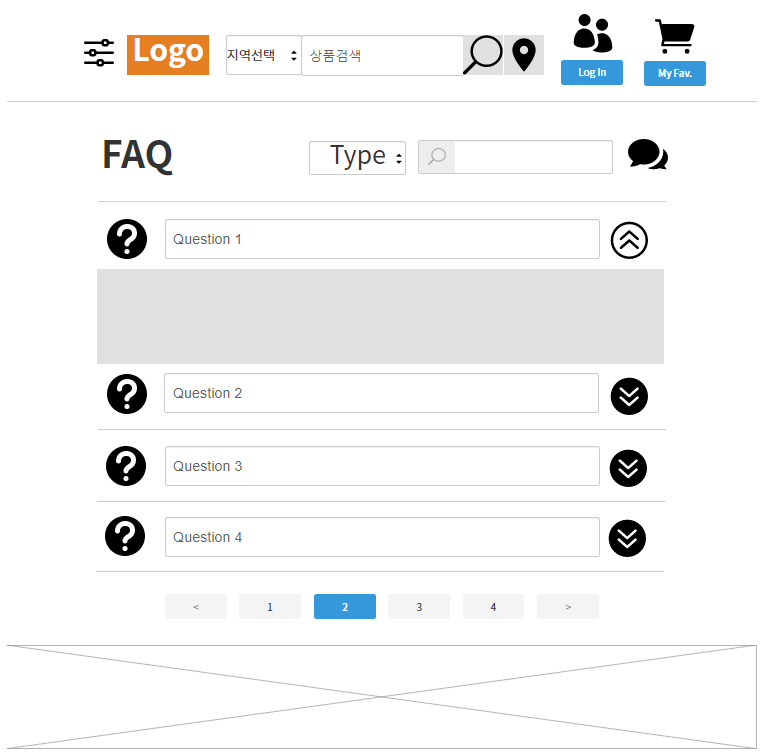 Logo
지역선택
상품검색
Log In
My Fav.
FAQ
Type
Question 1
Question 2
Question 3
Question 4
< 1 2 3 4 >